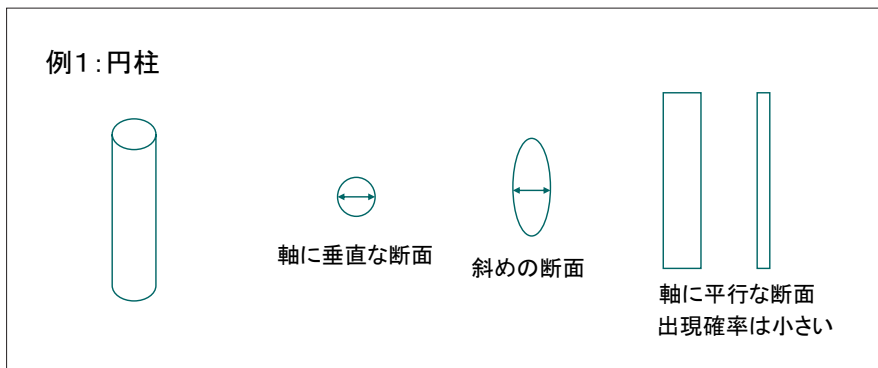 例1:円柱
軸に垂直な断面
斜めの断面
軸に平行な断面
出現確率は小さい